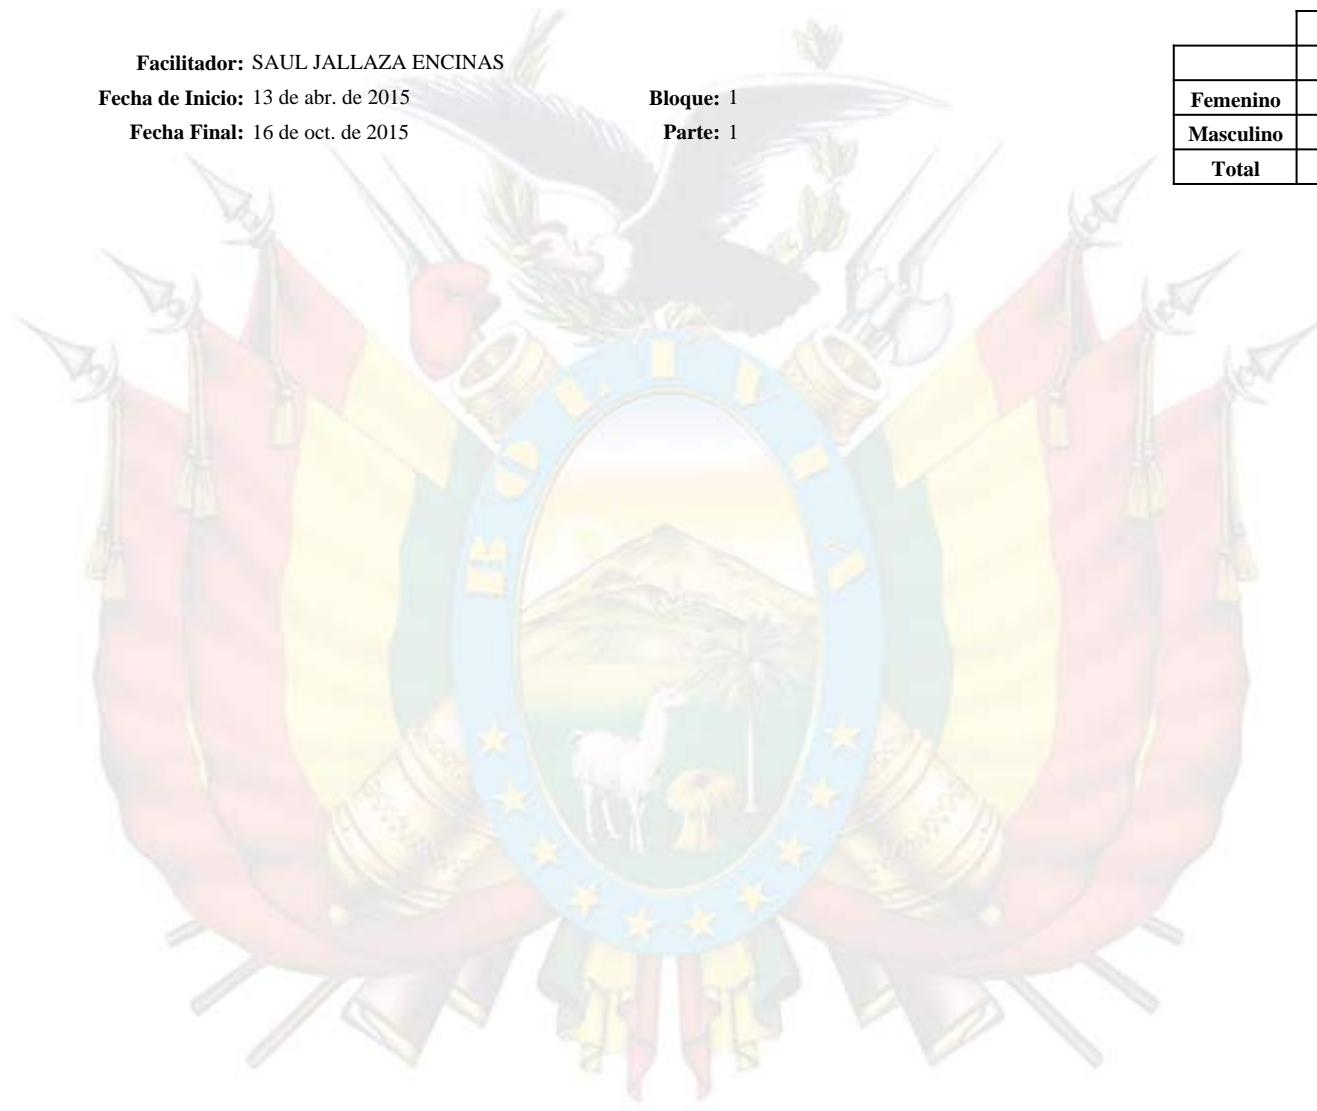 Facilitador: SAUL JALLAZA ENCINAS
Fecha de Inicio: 13 de abr. de 2015 Bloque: 1
Fecha Final: 16 de oct. de 2015 Parte: 1
Femenino
Masculino
Total
BOLIVIA